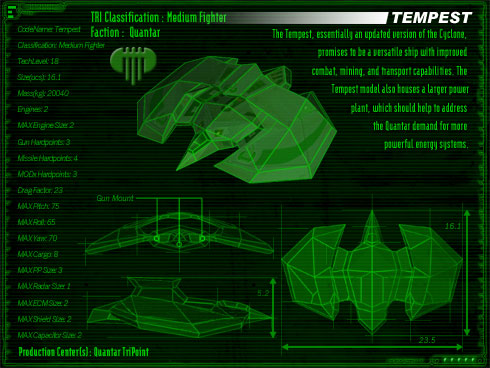 TRI Classification : Medium Fighter
Faction : Quantar
TEMPEST
CodeName: Tempest
Classification: Medium Fighter
TechLevel: 18
Size(pcs): 16.1
Mass(kg): 20040
Engines: 2
MAX Engine Size: 2
Gun Hardpoints: 3
Missile Hardpoints: 4
MODx Hardpoints: 3
Drag Factor: 23
MAX Pitch: 75
MAX Roll: 65
MAX Yaw: 70
MAX Cargo: 8
MAX PP Size: 3
MAX Radar Size: 1
MAX ECM Size: 2
MAX Shield Size: 2
MAX Capacitor Size: 2
The Tempest, essentially an updated version of the Cyclone,
promises to be a versatile ship with improved
combat, mining, and transport capabilities. The
Tempest model also houses a larger power
plant, which should help to address
the Quantar demand for more
powerful energy systems.
Gun Mount
5.2
16.1
23.5
Production Center(s): Quantar TriPoint